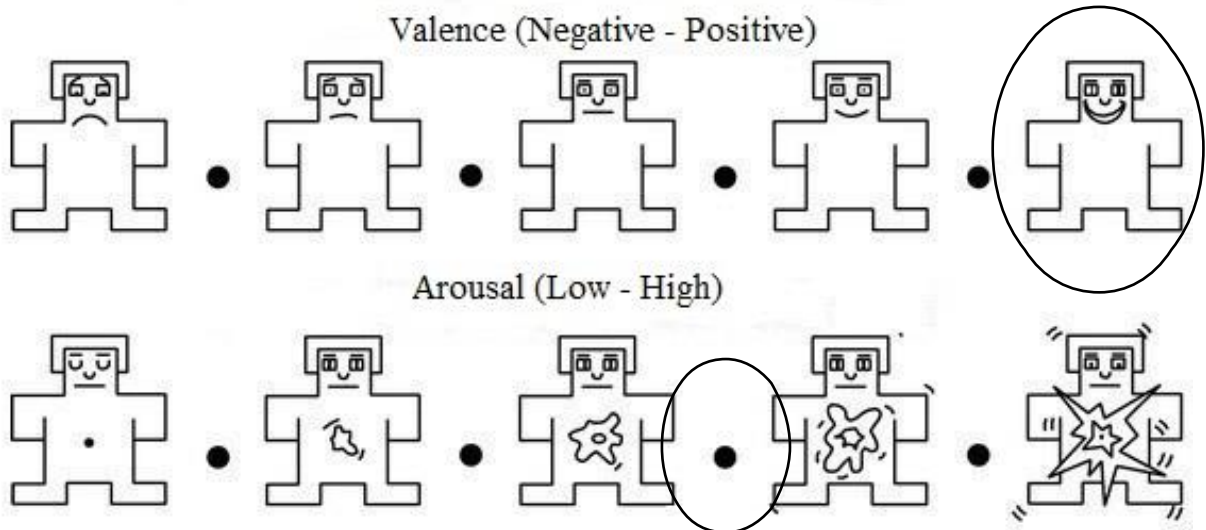 Valence (Negative - Positive)
Arousal (Low - High)